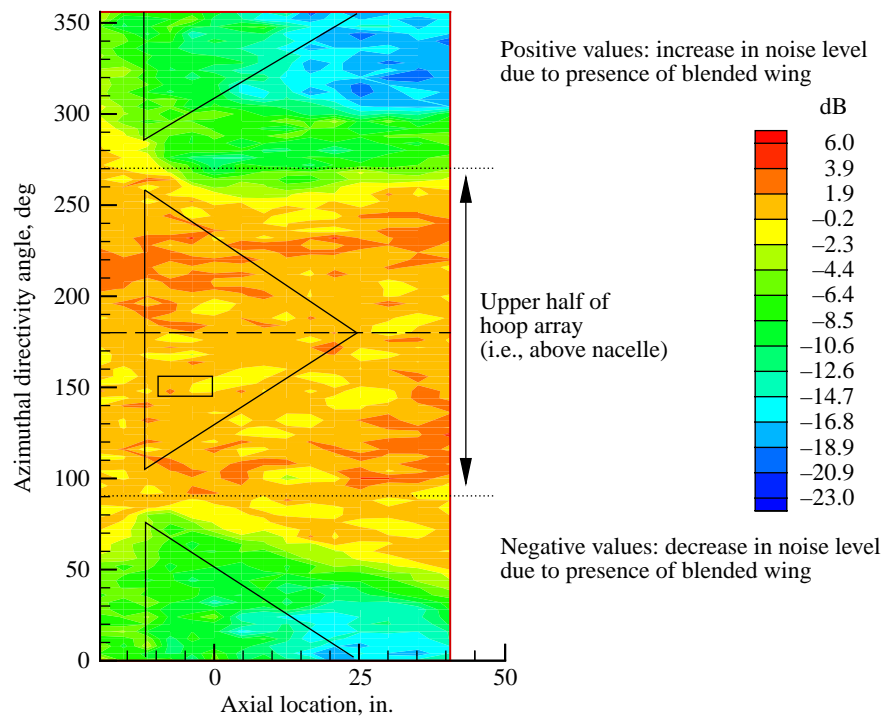 350
300
250
200
150
100
50
0
Azimuthal directivity angle, deg
0
25
50
Axial location, in.
Positive values: increase in noise level
due to presence of blended wing
dB
6.0
3.9
1.9
–0.2
–2.3
–4.4
–6.4
–8.5
–10.6
–12.6
–14.7
–16.8
–18.9
–20.9
–23.0
Upper half of
hoop array
(i.e., above nacelle)
Negative values: decrease in noise level
due to presence of blended wing